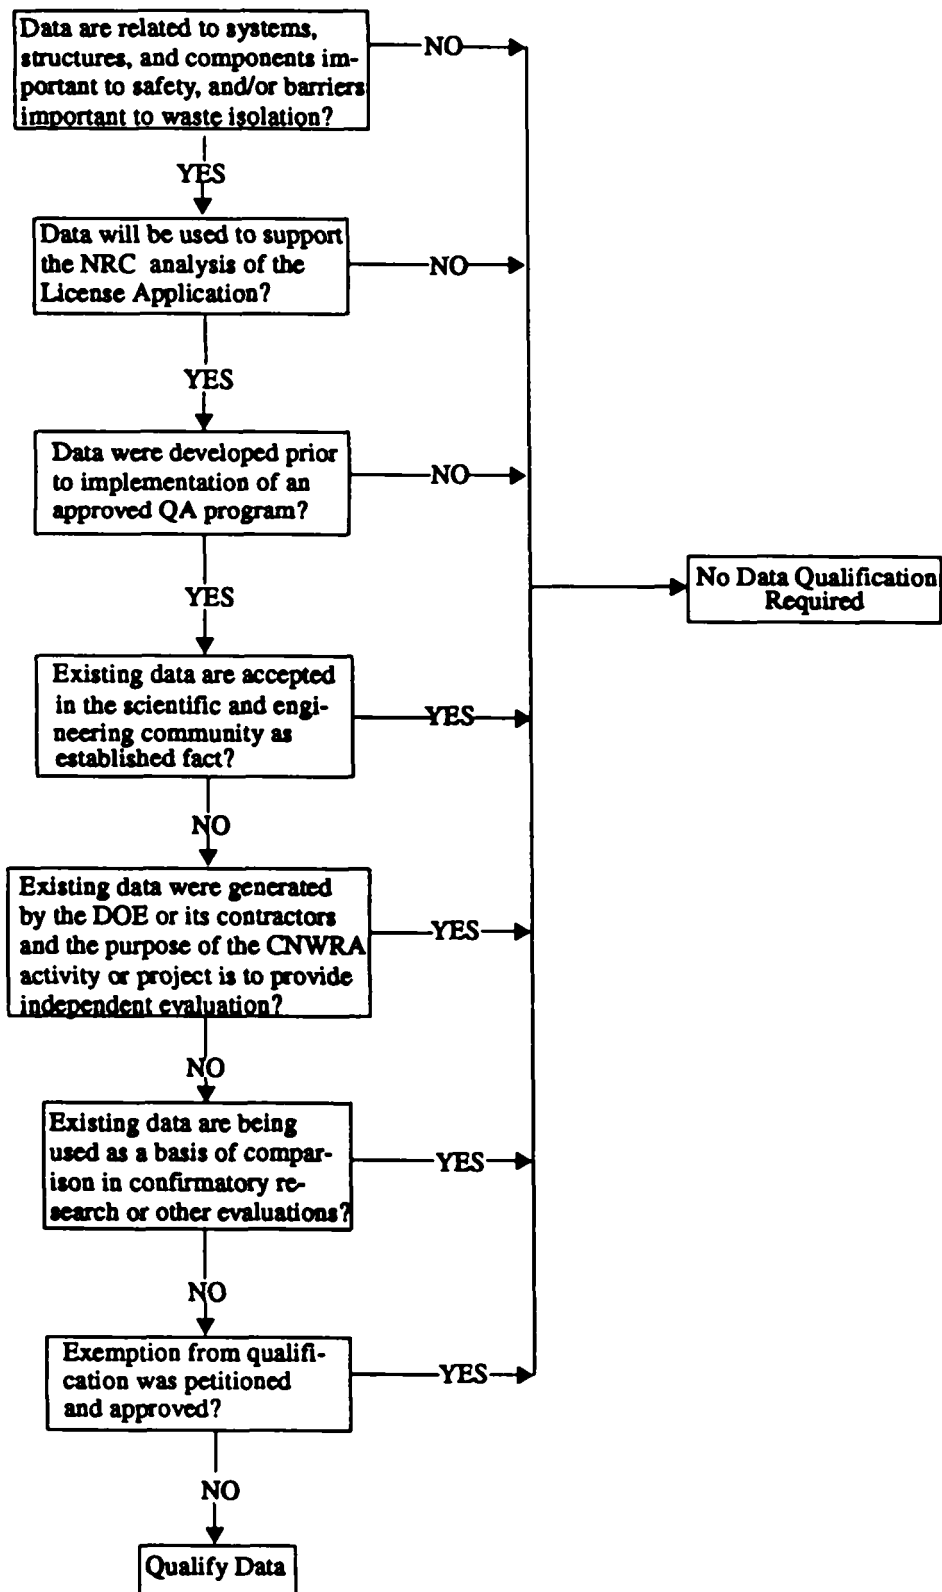 Data are related to systems,
structures, and components im-
portant to safety, and/or barriers
important to waste isolation?
NO
YES
Data will be used to support
the NRC analysis of the
License Application?
NO
YES
Data were developed prior
to implementation of an
approved QA program?
NO
YES
No Data Qualification
Required
Existing data are accepted
in the scientific and engi-
neering community as
established fact?
YES
NO
Existing data were generated
by the DOE or its contractors
and the purpose of the CNWRA
activity or project is to provide
independent evaluation?
YES
NO
Existing data are being
used as a basis of compar-
ison in confirmatory re-
search or other evaluations?
YES
NO
Exemption from qualifi-
cation was petitioned
and approved?
YES
NO
Qualify Data